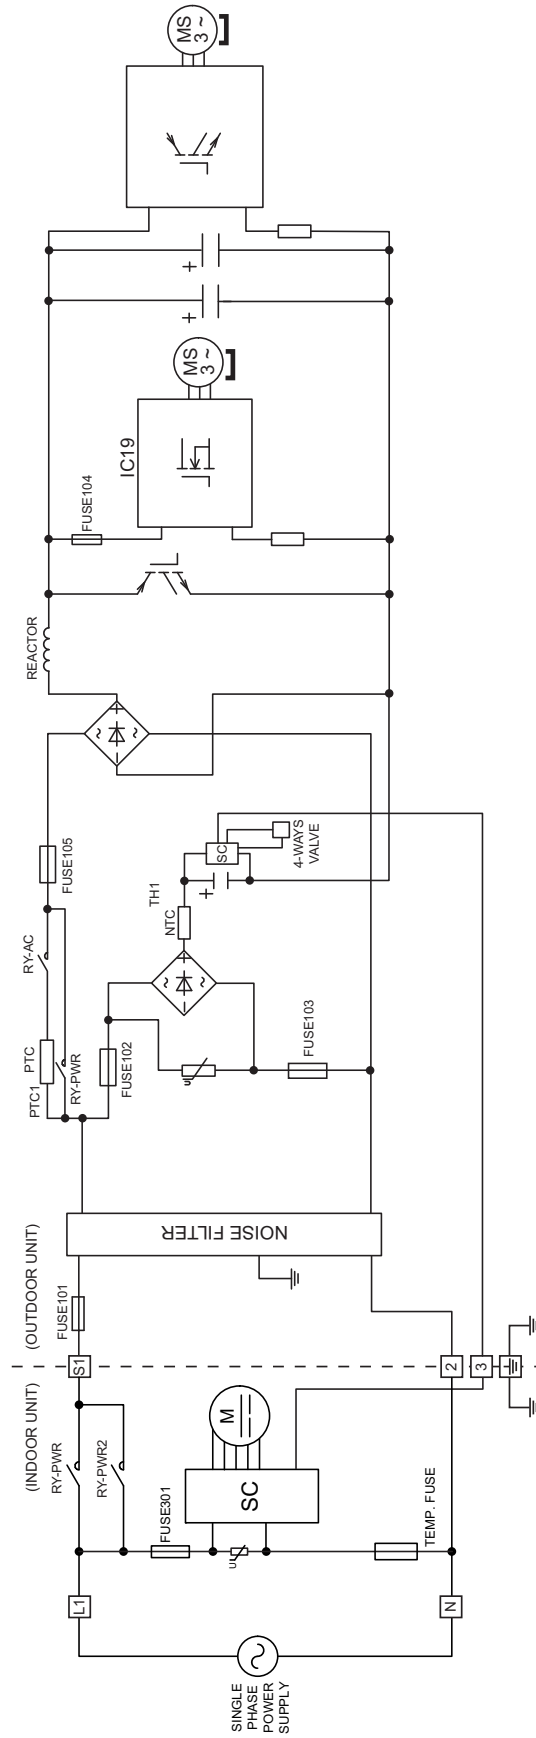 SINGLE
PHASE
POWER
SUPPLY
L1
N
RY-PWR
RY-PWR2
FUSE301
U
SC
M
TEMP. FUSE
(INDOOR UNIT)
(OUTDOOR UNIT)
S1
2
3
FUSE101
NOISE FILTER
PTC1
PTC
RY-PWR
RY-AC
FUSE105
FUSE102
U
FUSE103
~
~
+
NTC
TH1
+
SC
4-WAYS
VALVE
~
~
+
REACTOR
FUSE104
IC19
MS
3 ~
+
+
MS
3 ~